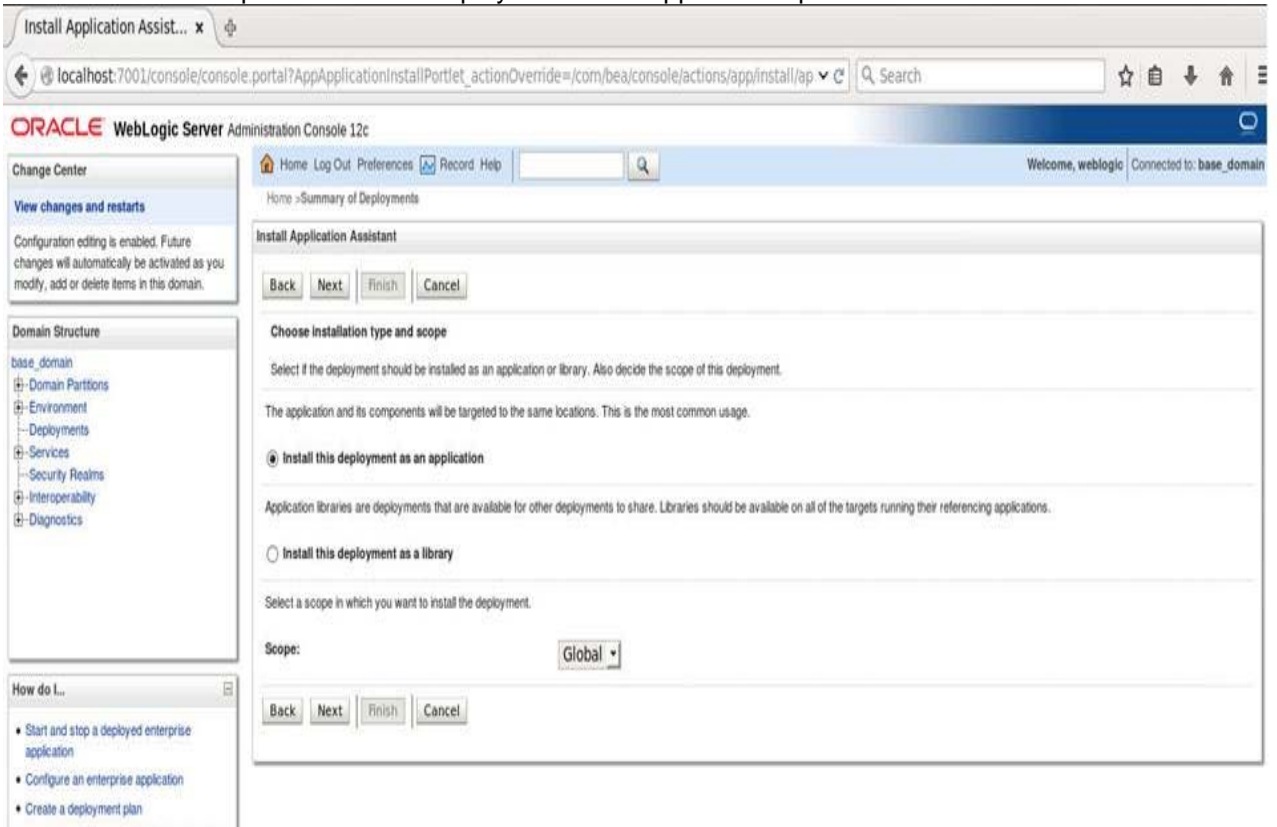 Install Application Assist... x
localhost:7001/console/console.portal?AppApplicationInstallPortlet_actionOverride=/com/bea/console/actions/app/install/ap
Search
ORACLE WebLogic Server Administration Console 12c
Change Center
View changes and restarts
Configuration editing is enabled. Future
changes will automatically be activated as you
modify, add or delete items in this domain.
Domain Structure
base_domain
Domain Partitions
Environment
Deployments
Services
Security Realms
Interoperability
Diagnostics
How do I...
• Start and stop a deployed enterprise
application
• Configure an enterprise application
• Create a deployment plan
Home Log Out Preferences Record Help
Welcome, weblogic Connected to: base_domain
Home >Summary of Deployments
Install Application Assistant
Back Next Finish Cancel
Choose installation type and scope
Select if the deployment should be installed as an application or library. Also decide the scope of this deployment.
The application and its components will be targeted to the same locations. This is the most common usage.
Install this deployment as an application
Application libraries are deployments that are available for other deployments to share. Libraries should be available on all of the targets running their referencing applications.
Install this deployment as a library
Select a scope in which you want to install the deployment.
Scope: Global
Back Next Finish Cancel